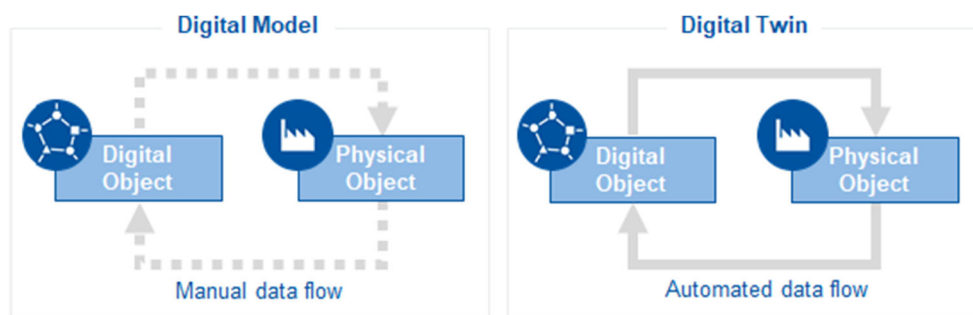 Digital Model
Digital
Object
Physical
Object
Manual data flow
Digital Twin
Digital
Object
Physical
Object
Automated data flow